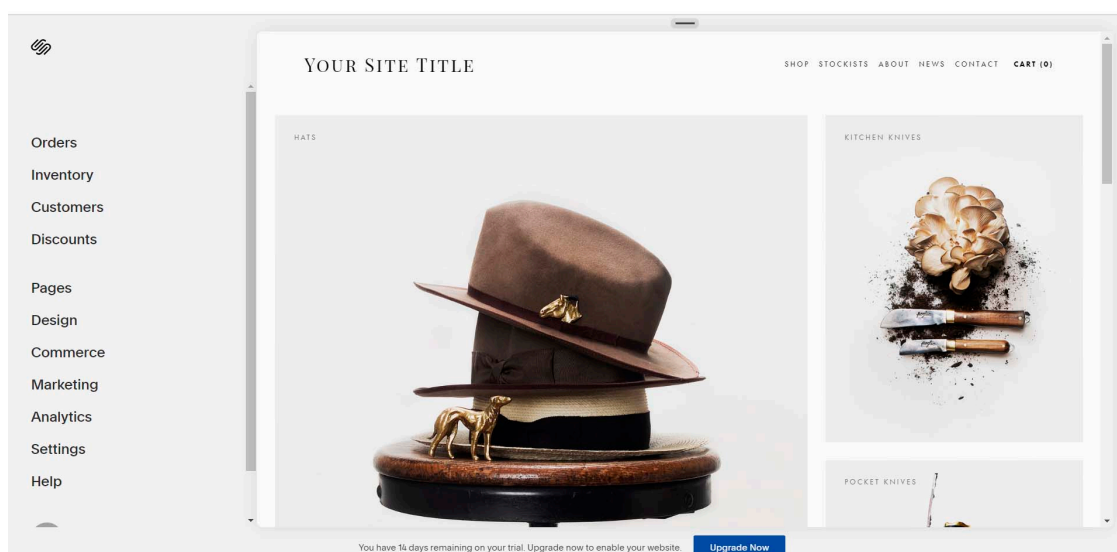 Orders
Inventory
Customers
Discounts
Pages
Design
Commerce
Marketing
Analytics
Settings
Help
YOUR SITE TITLE
SHOP STOCKISTS ABOUT NEWS CONTACT CART (0)
HATS
KITCHEN KNIVES
POCKET KNIVES
You have 14 days remaining on your trial. Upgrade now to enable your website.
Upgrade Now